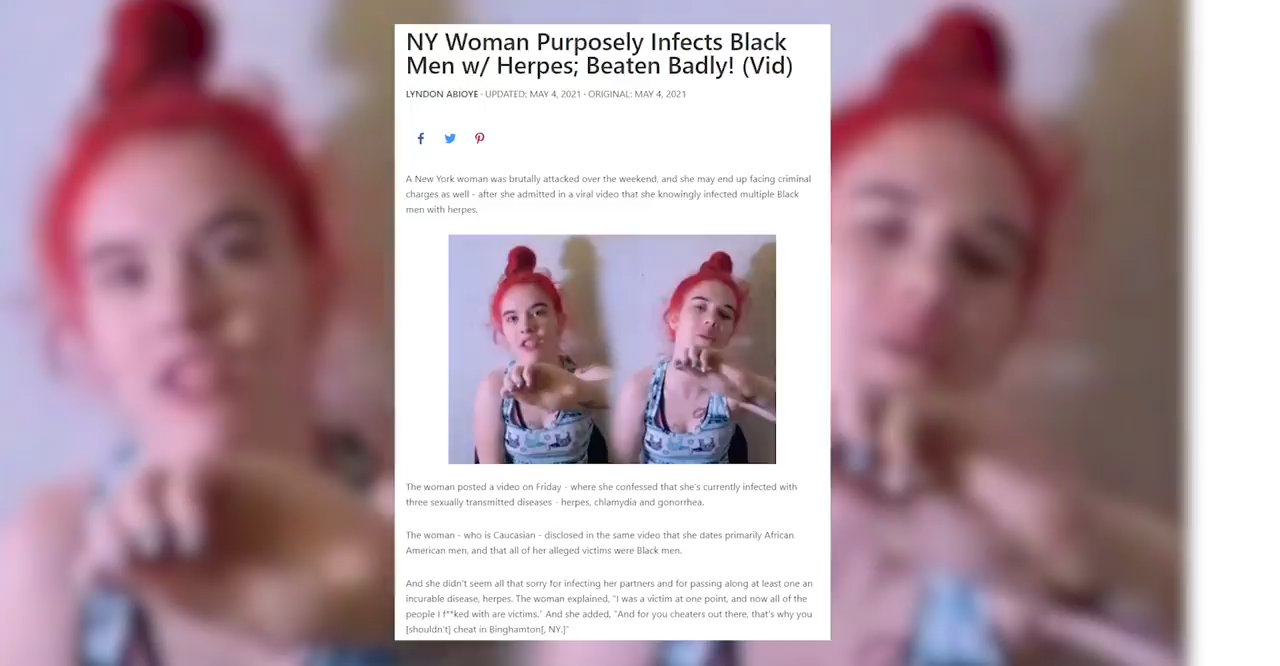 NY Woman Purposely Infects Black
Men w/ Herpes; Beaten Badly! (Vid)
LYNDON ABIOYE · UPDATED: MAY 4, 2021 · ORIGINAL: MAY 4, 2021
A New York woman was brutally attacked over the weekend, and she may end up facing criminal
charges as well - after she admitted in a viral video that she knowingly infected multiple Black
men with herpes.
The woman posted a video on Friday - where she confessed that she's currently infected with
three sexually transmitted diseases - herpes, chlamydia and gonorrhea.
The woman - who is Caucasian - disclosed in the same video that she dates primarily African
American men, and that all of her alleged victims were Black men.
And she didn't seem all that sorry for infecting her partners and for passing along at least one an
incurable disease, herpes. The woman explained, "I was a victim at one point, and now all of the
people I f**ked with are victims." And she added, "And for you cheaters out there, that's why you
[shouldn't] cheat in Binghamton[, NY.]"